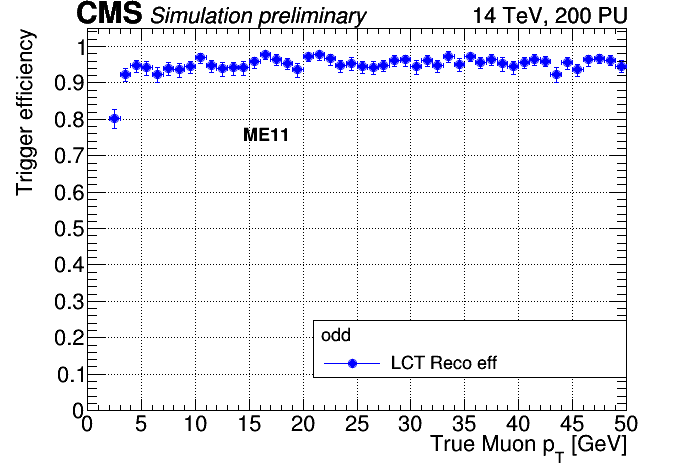 CMS Simulation preliminary 14 TeV, 200 PU
Trigger efficiency
1
0.9
0.8
0.7
0.6
0.5
0.4
0.3
0.2
0.1
0
ME11
odd
LCT Reco eff
0 5 10 15 20 25 30 35 40 45 50
True Muon p_T [GeV]